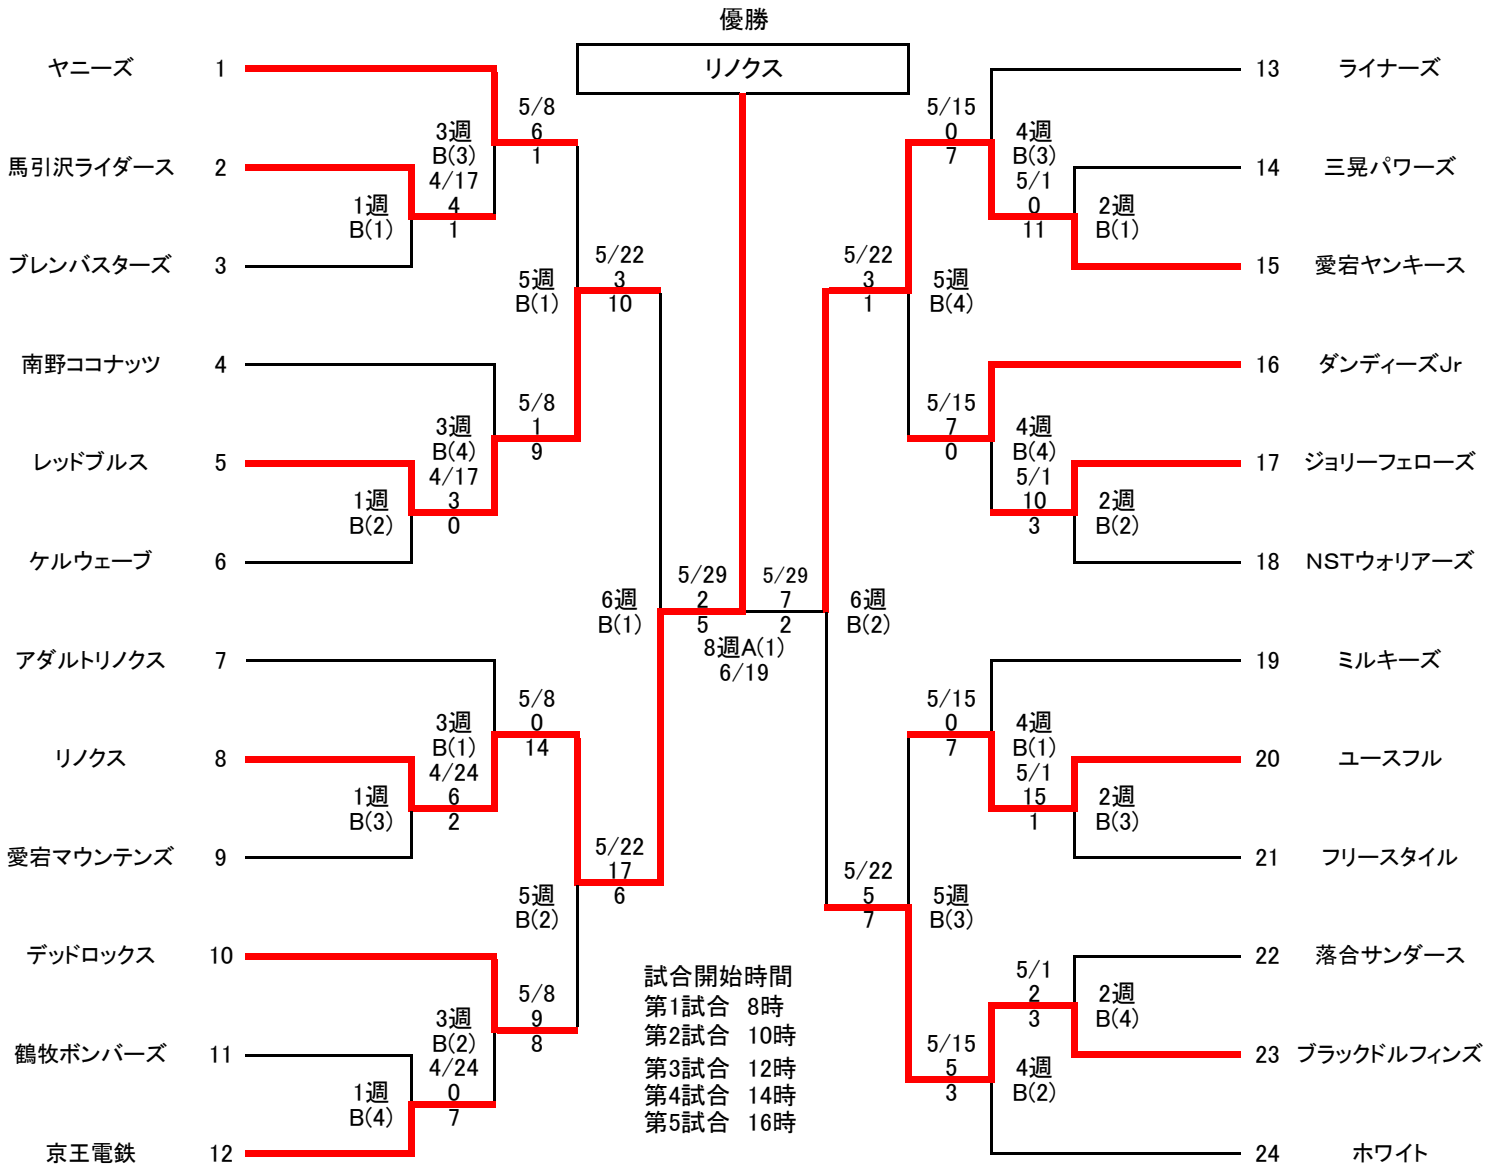 優勝
リノクス
ヤニーズ 1
馬引沢ライダース 2
ブレンバスターズ 3
南野ココナッツ 4
レッドブルス 5
ケルウェーブ 6
アダルトリノクス 7
リノクス 8
愛宕マウンテンズ 9
デッドロックス 10
鶴牧ボンバーズ 11
京王電鉄 12
1週
B(1)
3週
B(3)
4/17
4
1
5/8
6
1
5週
B(1)
5/22
3
10
1週
B(2)
3週
B(4)
4/17
3
0
5/8
1
9
6週
B(1)
5/29
2
5
1週
B(3)
3週
B(1)
4/24
6
2
5/8
0
14
5週
B(2)
5/22
17
6
1週
B(4)
3週
B(2)
4/24
0
7
5/8
9
8
8週A(1)
6/19
5/29
7
2
6週
B(2)
5/22
3
1
5週
B(4)
5/15
0
7
4週
B(3)
5/1
0
11
2週
B(1)
5/15
7
0
4週
B(4)
5/1
10
3
2週
B(2)
5/22
5
7
5週
B(3)
5/15
0
7
4週
B(1)
5/1
15
1
2週
B(3)
5/15
5
3
5/1
2
3
4週
B(2)
2週
B(4)
13 ライナーズ
14 三晃パワーズ
15 愛宕ヤンキース
16 ダンディーズJr
17 ジョリーフェローズ
18 NSTウォリアーズ
19 ミルキーズ
20 ユースフル
21 フリースタイル
22 落合サンダース
23 ブラックドルフィンズ
24 ホワイト
試合開始時間
第1試合 8時
第2試合 10時
第3試合 12時
第4試合 14時
第5試合 16時